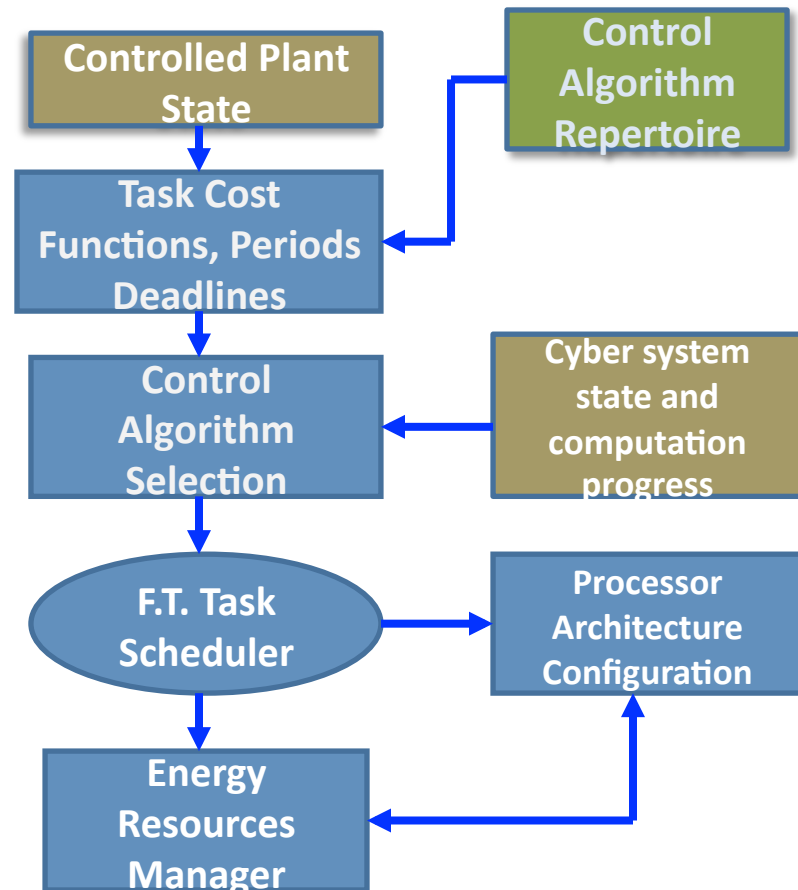 Controlled Plant
State
Control
Algorithm
Repertoire
Task Cost
Functions, Periods
Deadlines
Control
Algorithm
Selection
Cyber system
state and
computation
progress
F.T. Task
Scheduler
Processor
Architecture
Configuration
Energy
Resources
Manager